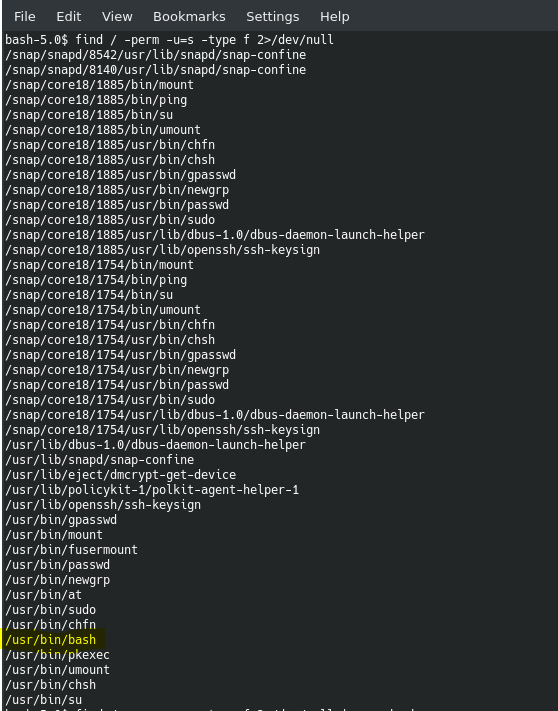 File Edit View Bookmarks Settings Help
bash-5.0$ find / -perm -u=s -type f 2>/dev/null
/snap/snapd/8542/usr/lib/snapd/snap-confine
/snap/snapd/8140/usr/lib/snapd/snap-confine
/snap/core18/1885/bin/mount
/snap/core18/1885/bin/ping
/snap/core18/1885/bin/su
/snap/core18/1885/bin/umount
/snap/core18/1885/usr/bin/chfn
/snap/core18/1885/usr/bin/chsh
/snap/core18/1885/usr/bin/gpasswd
/snap/core18/1885/usr/bin/newgrp
/snap/core18/1885/usr/bin/passwd
/snap/core18/1885/usr/bin/sudo
/snap/core18/1885/usr/lib/dbus-1.0/dbus-daemon-launch-helper
/snap/core18/1885/usr/lib/openssh/ssh-keysign
/snap/core18/1754/bin/mount
/snap/core18/1754/bin/ping
/snap/core18/1754/bin/su
/snap/core18/1754/bin/umount
/snap/core18/1754/usr/bin/chfn
/snap/core18/1754/usr/bin/chsh
/snap/core18/1754/usr/bin/gpasswd
/snap/core18/1754/usr/bin/newgrp
/snap/core18/1754/usr/bin/passwd
/snap/core18/1754/usr/bin/sudo
/snap/core18/1754/usr/lib/dbus-1.0/dbus-daemon-launch-helper
/snap/core18/1754/usr/lib/openssh/ssh-keysign
/usr/lib/dbus-1.0/dbus-daemon-launch-helper
/usr/lib/snapd/snap-confine
/usr/lib/eject/dmcrypt-get-device
/usr/lib/policykit-1/polkit-agent-helper-1
/usr/lib/openssh/ssh-keysign
/usr/bin/gpasswd
/usr/bin/mount
/usr/bin/fusermount
/usr/bin/passwd
/usr/bin/newgrp
/usr/bin/at
/usr/bin/sudo
/usr/bin/chfn
/usr/bin/bash
/usr/bin/pkexec
/usr/bin/umount
/usr/bin/chsh
/usr/bin/su